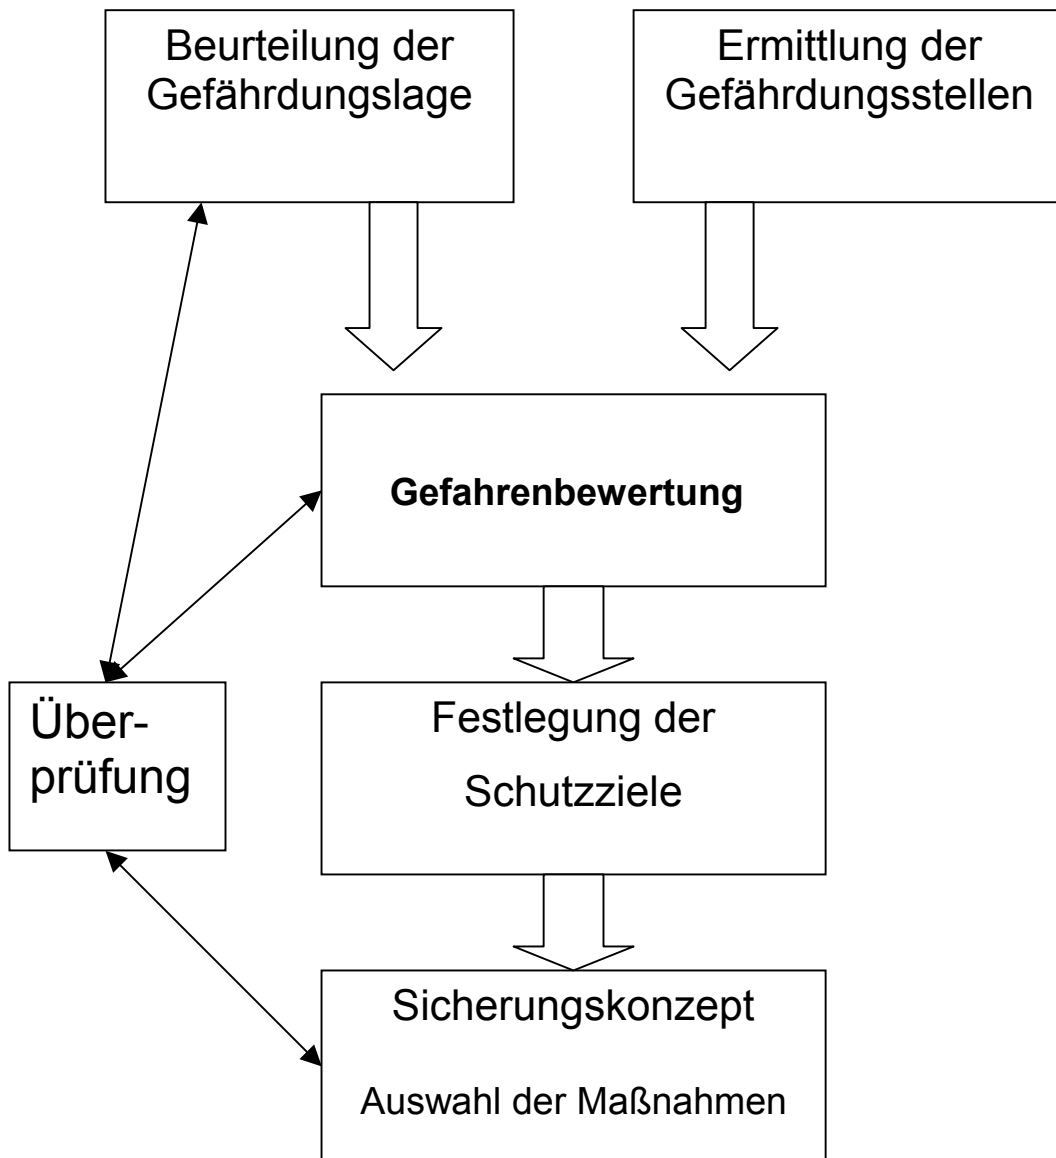 Beurteilung der
Gefährdungslage
Ermittlung der
Gefährdungsstellen
Gefahrenbewertung
Über-
prüfung
Festlegung der
Schutzziele
Sicherungskonzept
Auswahl der Maßnahmen